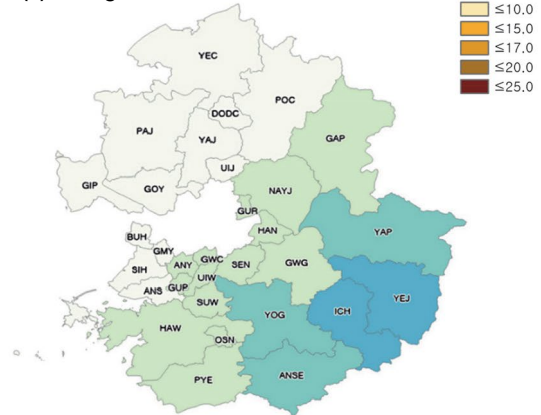 ≤10.0
≤15.0
≤17.0
≤20.0
≤25.0
YEC
POC
DODC
PAJ
YAJ
GAP
UIJ
GIP
GOY
NAYJ
GUR
HAN
YAP
BUH
GMY
GWC
ANY
SEN
GWG
SIH
UIW
ANS
GUP
YEJ
SUW
ICH
YOG
HAW
OSN
PYE
ANSE